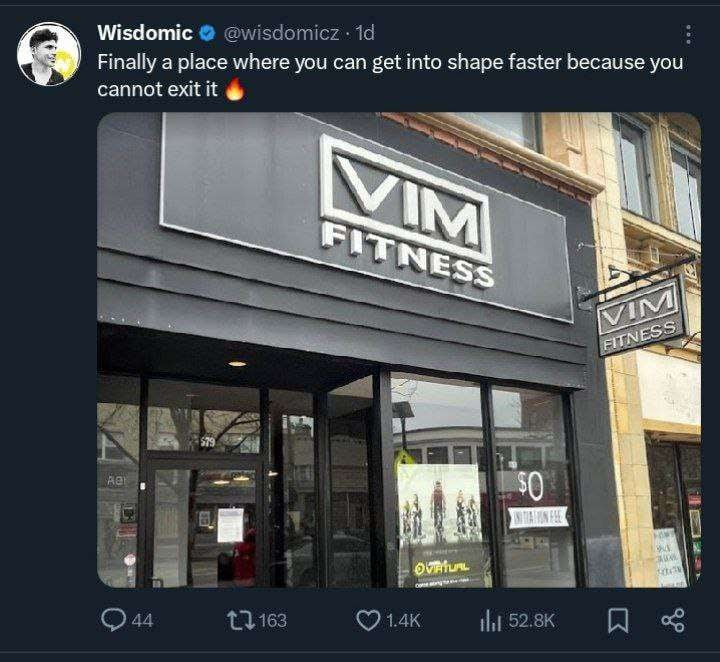 Wisdomic @wisdomicz · 1d
Finally a place where you can get into shape faster because you
cannot exit it 🔥
VIM
FITNESS
VIM
FITNESS
579
$0
INITIATION FEE
VIRTUAL
44 163 1.4K 52.8K